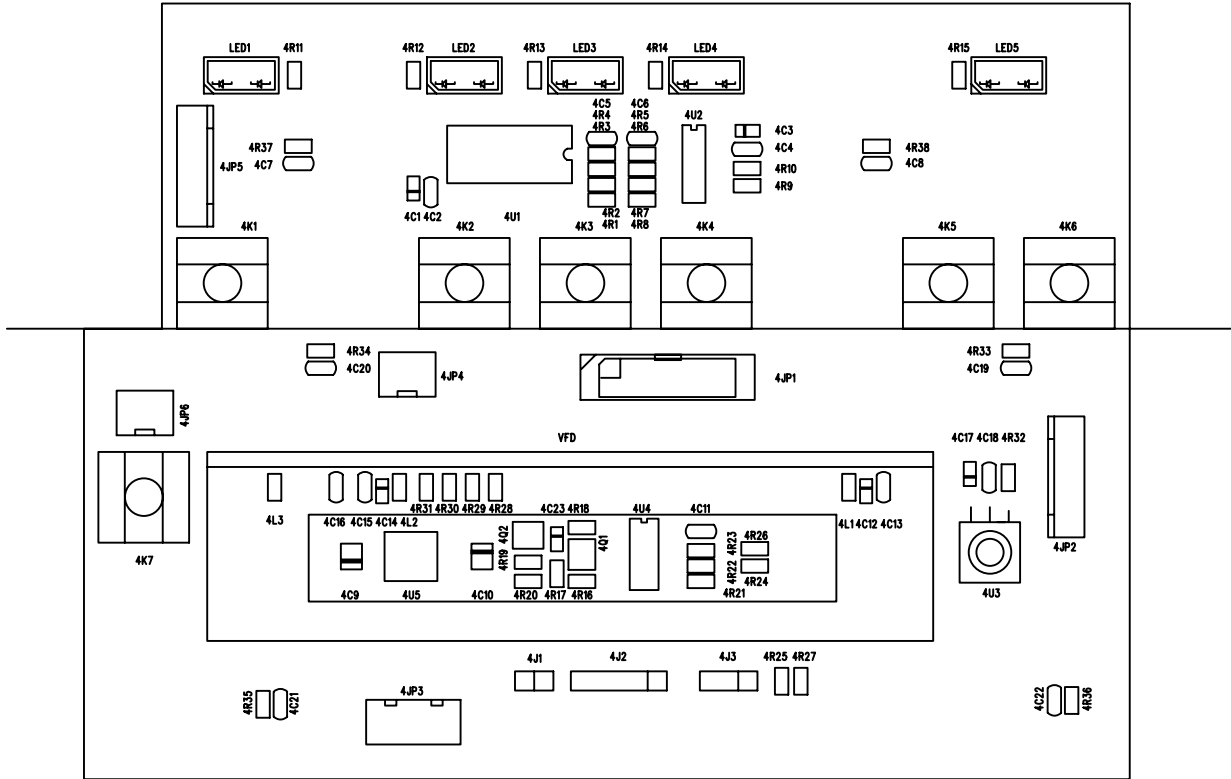 LED1 4R11 4R12 LED2 4R13 LED3 4R14 LED4 4R15 LED5
4C5 4C6
4R4 4R5
4R3 4R6
4U2
4C3
4R37
4C4
4R38
4C7
4JP5
4R10
4C8
4R9
4C1 4C2 4U1
4R2 4R7
4R1 4R8
4K1 4K2 4K3 4K4 4K5 4K6
4R34
4R33
4C20
4C19
4JP4
4JP1
4JP6
VFD
4C17 4C18 4R32
4R31 4R30 4R29 4R28
4L3
4C16 4C15 4C14 4L2
4C23 4R18 4U4 4C11
4L1 4C12 4C13
4Q2
4Q1
4R23 4R26
4R19
4R22
4R24
4JP2
4K7
4C9 4U5 4C10 4R20 4R17 4R16 4R21
4U3
4J1 4J2 4J3 4R25 4R27
4JP3
4R35 4C21
4C22 4R36